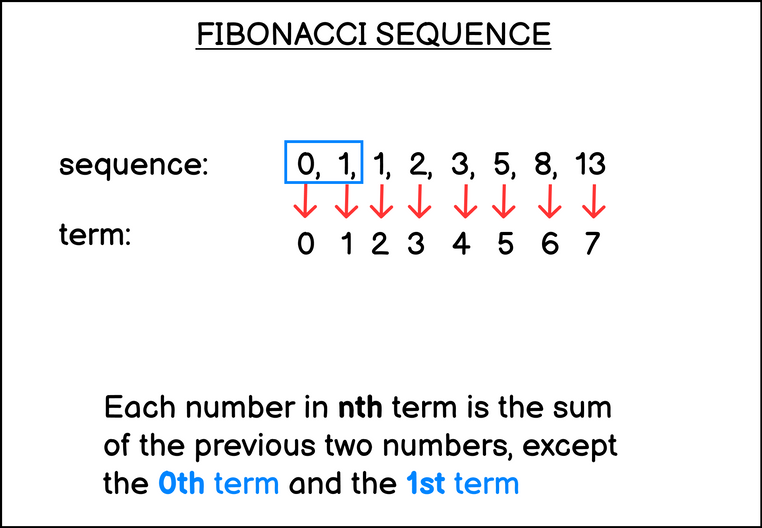 FIBONACCI SEQUENCE
sequence: 0, 1, 1, 2, 3, 5, 8, 13
term: 0 1 2 3 4 5 6 7
Each number in nth term is the sum
of the previous two numbers, except
the 0th term and the 1st term